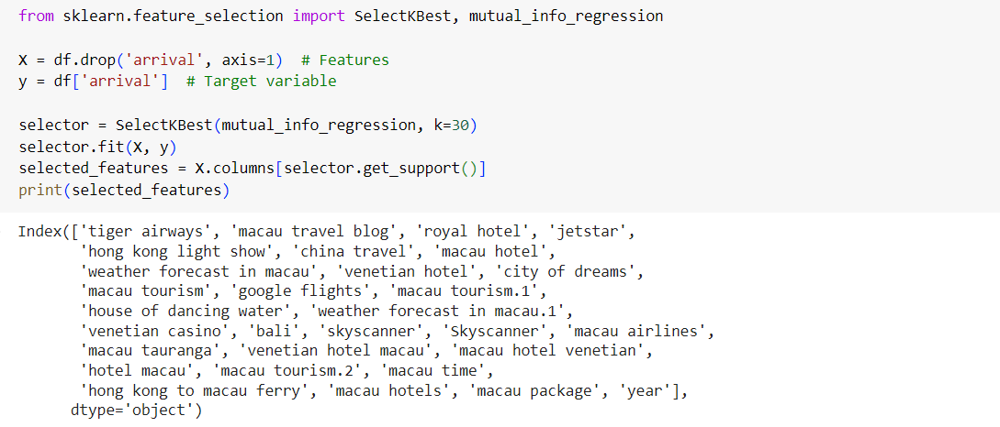 from sklearn.feature_selection import SelectKBest, mutual_info_regression
X = df.drop('arrival', axis=1)  # Features
y = df['arrival']  # Target variable
selector = SelectKBest(mutual_info_regression, k=30)
selector.fit(X, y)
selected_features = X.columns[selector.get_support()]
print(selected_features)
Index(['tiger airways', 'macau travel blog', 'royal hotel', 'jetstar',
'hong kong light show', 'china travel', 'macau hotel',
'weather forecast in macau', 'venetian hotel', 'city of dreams',
'macau tourism', 'google flights', 'macau tourism.1',
'house of dancing water', 'weather forecast in macau.1',
'venetian casino', 'bali', 'skyscanner', 'Skyscanner', 'macau airlines',
'macau tauranga', 'venetian hotel macau', 'macau hotel venetian',
'hotel macau', 'macau tourism.2', 'macau time',
'hong kong to macau ferry', 'macau hotels', 'macau package', 'year'],
dtype='object')